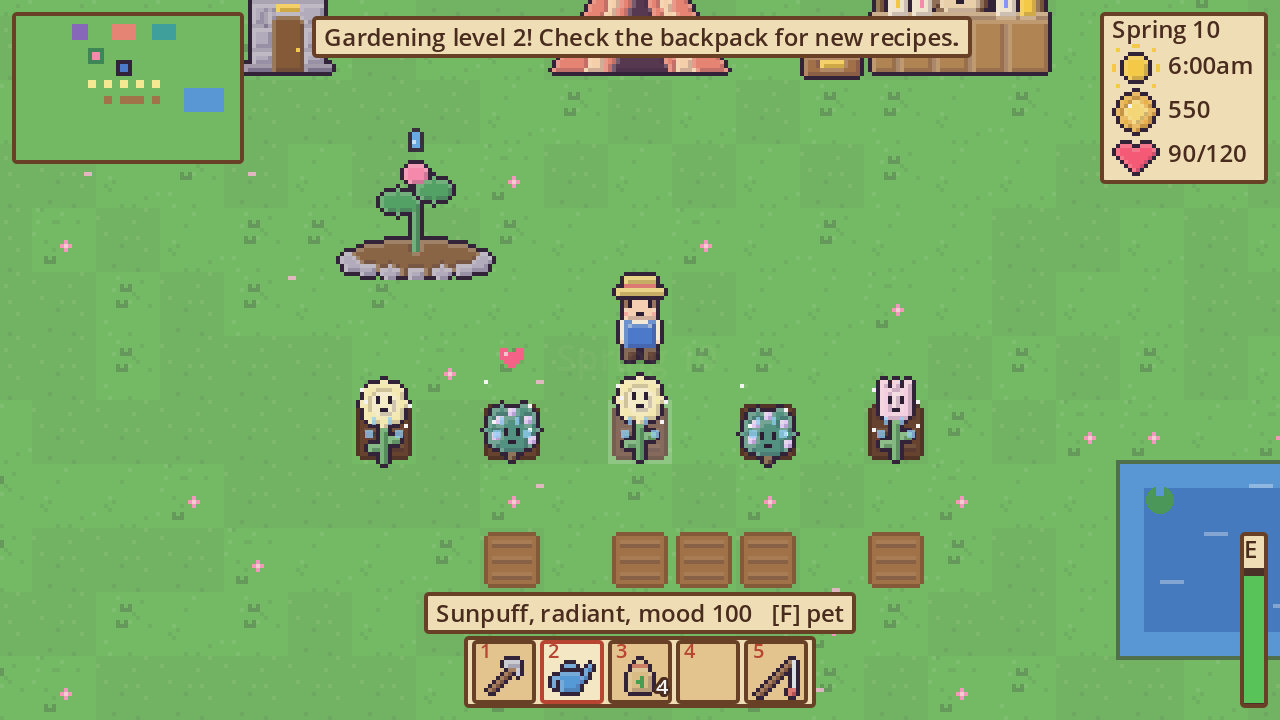 Gardening level 2! Check the backpack for new recipes.
Spring 10
6:00am
550
90/120
E
Sunpuff, radiant, mood 100 [F] pet
1 2 3 4 5
4